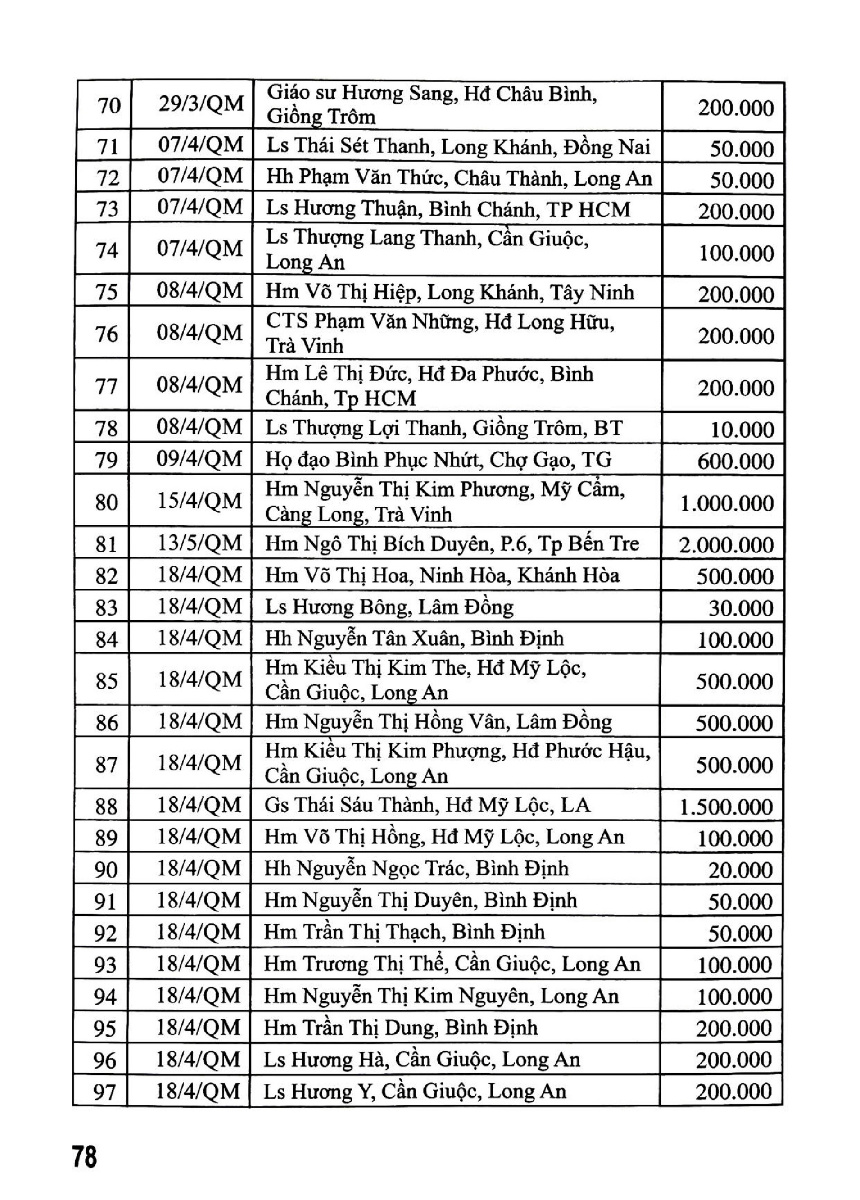 70 29/3/QM Giáo sư Hương Sang, Hđ Châu Bình, 200.000
Giồng Trôm
71 07/4/QM Ls Thái Sét Thanh, Long Khánh, Đồng Nai 50.000
72 07/4/QM Hh Phạm Văn Thức, Châu Thành, Long An 50.000
73 07/4/QM Ls Hương Thuận, Bình Chánh, TP HCM 200.000
74 07/4/QM Ls Thượng Lang Thanh, Cần Giuộc, 100.000
Long An
75 08/4/QM Hm Võ Thị Hiệp, Long Khánh, Tây Ninh 200.000
76 08/4/QM CTS Phạm Văn Những, Hđ Long Hữu, 200.000
Trà Vinh
77 08/4/QM Hm Lê Thị Đức, Hđ Đa Phước, Bình 200.000
Chánh, Tp HCM
78 08/4/QM Ls Thượng Lợi Thanh, Giồng Trôm, BT 10.000
79 09/4/QM Họ đạo Bình Phục Nhứt, Chợ Gạo, TG 600.000
80 15/4/QM Hm Nguyễn Thị Kim Phương, Mỹ Cẩm, 1.000.000
Càng Long, Trà Vinh
81 13/5/QM Hm Ngô Thị Bích Duyên, P.6, Tp Bến Tre 2.000.000
82 18/4/QM Hm Võ Thị Hoa, Ninh Hòa, Khánh Hòa 500.000
83 18/4/QM Ls Hương Bông, Lâm Đồng 30.000
84 18/4/QM Hh Nguyễn Tân Xuân, Bình Định 100.000
85 18/4/QM Hm Kiều Thị Kim The, Hđ Mỹ Lộc, 500.000
Cần Giuộc, Long An
86 18/4/QM Hm Nguyễn Thị Hồng Vân, Lâm Đồng 500.000
87 18/4/QM Hm Kiều Thị Kim Phượng, Hđ Phước Hậu, 500.000
Cần Giuộc, Long An
88 18/4/QM Gs Thái Sáu Thành, Hđ Mỹ Lộc, LA 1.500.000
89 18/4/QM Hm Võ Thị Hồng, Hđ Mỹ Lộc, Long An 100.000
90 18/4/QM Hh Nguyễn Ngọc Trác, Bình Định 20.000
91 18/4/QM Hm Nguyễn Thị Duyên, Bình Định 50.000
92 18/4/QM Hm Trần Thị Thạch, Bình Định 50.000
93 18/4/QM Hm Trương Thị Thể, Cần Giuộc, Long An 100.000
94 18/4/QM Hm Nguyễn Thị Kim Nguyên, Long An 100.000
95 18/4/QM Hm Trần Thị Dung, Bình Định 200.000
96 18/4/QM Ls Hương Hà, Cần Giuộc, Long An 200.000
97 18/4/QM Ls Hương Y, Cần Giuộc, Long An 200.000
78